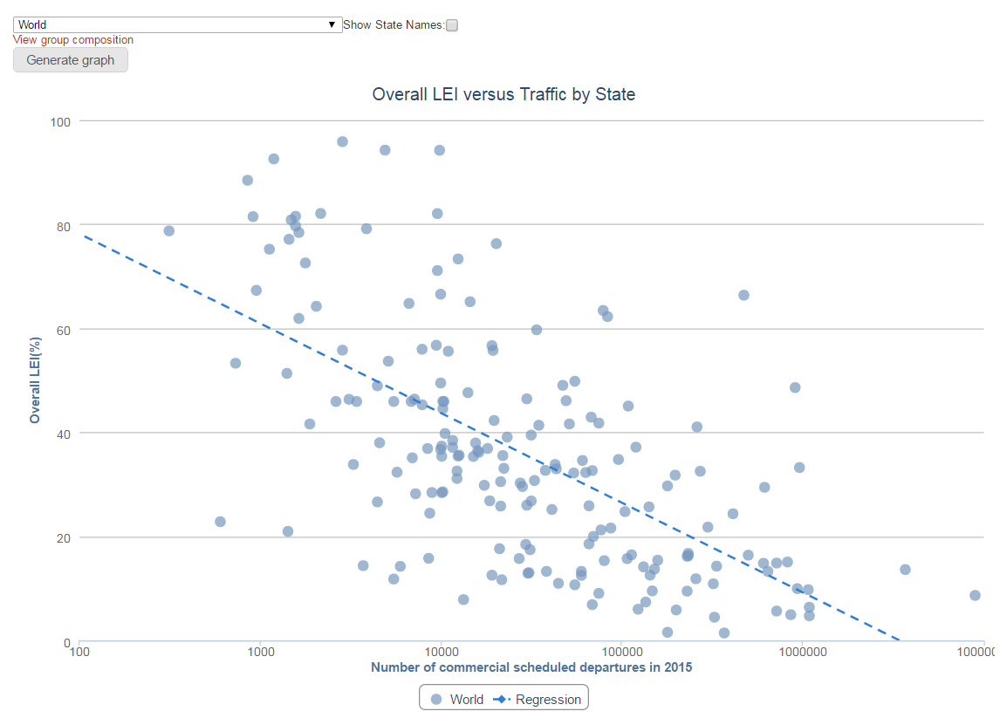 World ▼ Show State Names:
View group composition
Generate graph
Overall LEI versus Traffic by State
100
80
60
40
20
0
Overall LEI(%)
100 1000 10000 100000 1000000 100000
Number of commercial scheduled departures in 2015
World Regression